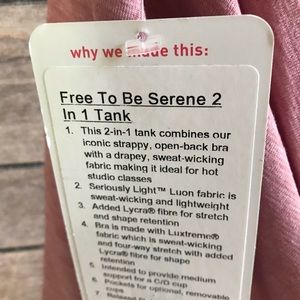 why we made this:
Free To Be Serene 2
In 1 Tank
1. This 2-in-1 tank combines our
iconic strappy, open-back bra
with a drapey, sweat-wicking
fabric making it ideal for hot
studio classes
2. Seriously Light™ Luon fabric is
sweat-wicking and lightweight
3. Added Lycra® fibre for stretch
and shape retention
4. Bra is made with Luxtreme®
fabric which is sweat-wicking
and four-way stretch with added
Lycra® fibre for shape
retention
5. Intended to provide medium
support for a C/D cup
6. Pockets for optional, removable
cups
7.